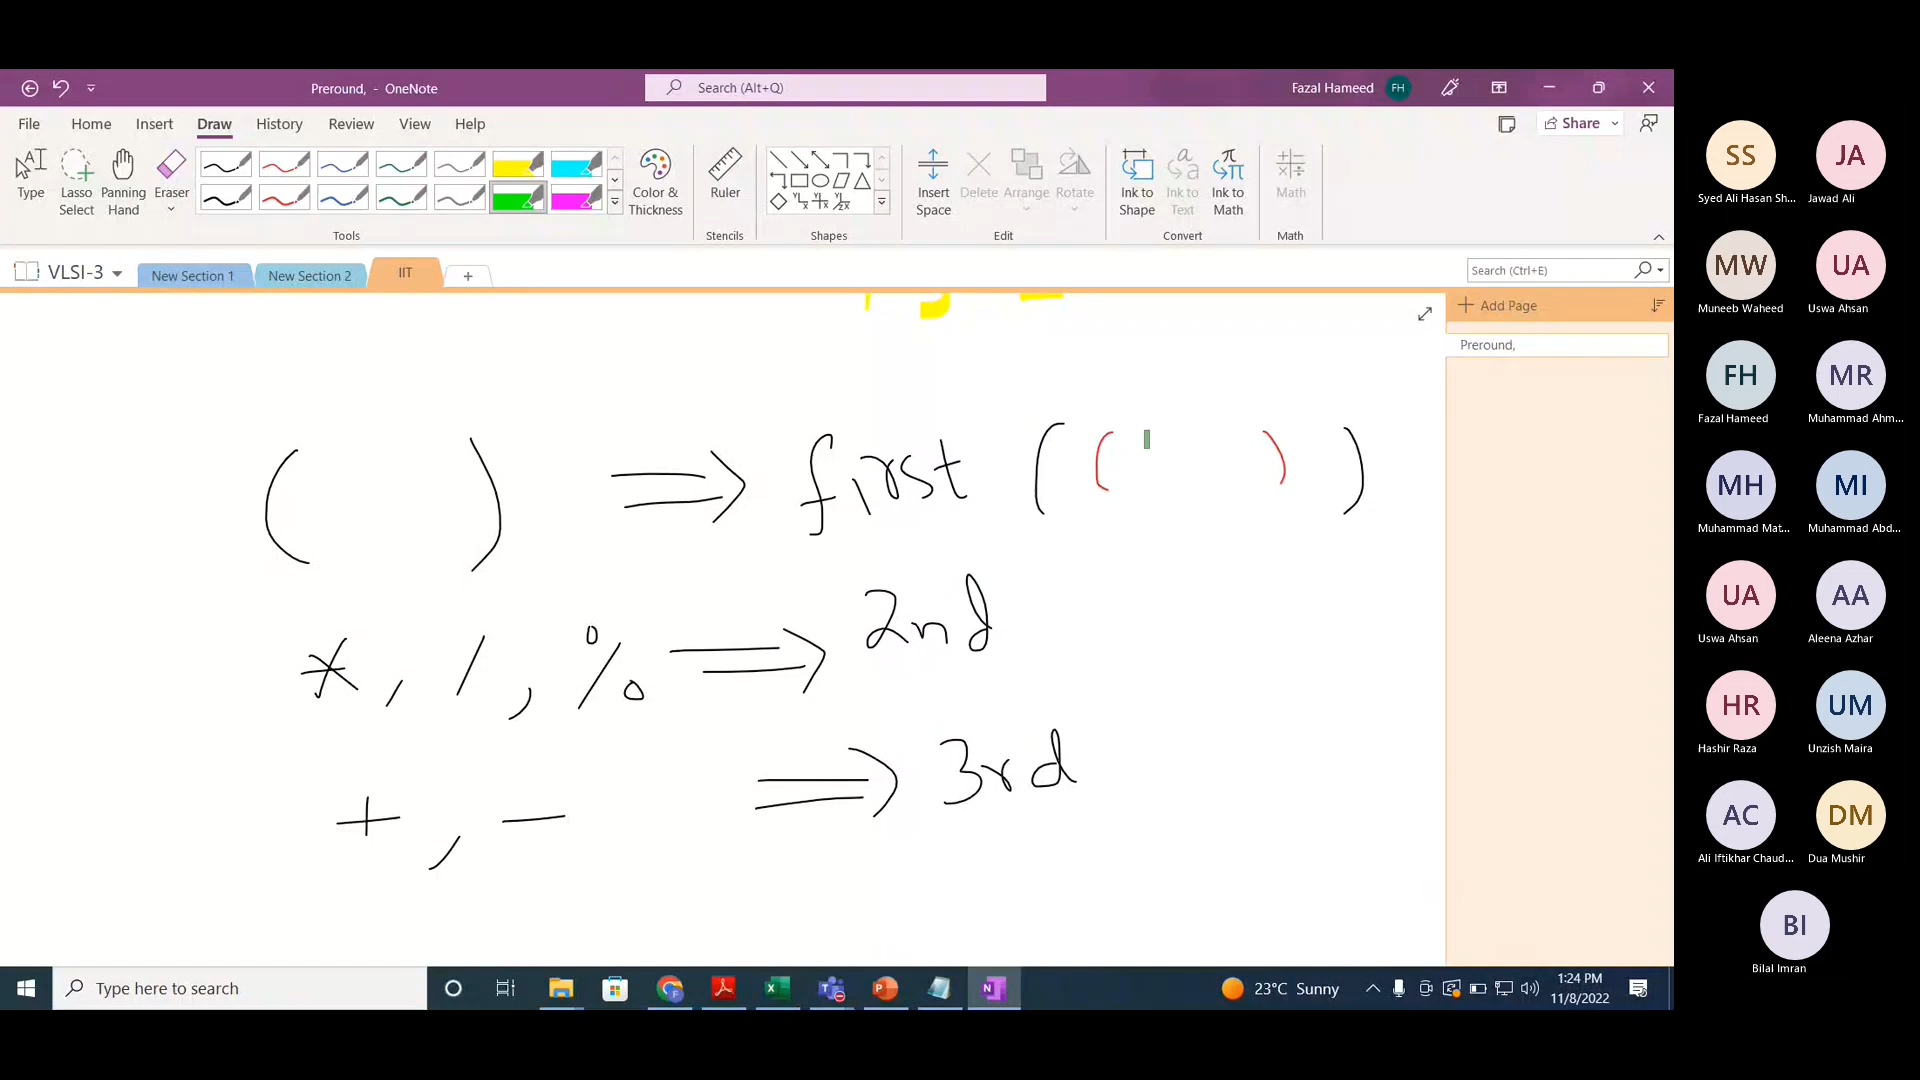 Preround, - OneNote
Search (Alt+Q)
Fazal Hameed FH
File Home Insert Draw History Review View Help
Share
Type
Lasso Select
Panning Hand
Eraser
Color & Thickness
Ruler
Insert Space
Delete
Arrange
Rotate
Ink to Shape
Ink to Text
Ink to Math
Math
Tools Stencils Shapes Edit Convert Math
VLSI-3 New Section 1 New Section 2 IIT +
Search (Ctrl+E)
Add Page
Preround,
( ) ⟹ first ( ( ) )
*, /, % ⟹ 2nd
+, − ⟹ 3rd
SS JA
Syed Ali Hasan Sh... Jawad Ali
MW UA
Muneeb Waheed Uswa Ahsan
FH MR
Fazal Hameed Muhammad Ahm...
MH MI
Muhammad Mat... Muhammad Abd...
UA AA
Uswa Ahsan Aleena Azhar
HR UM
Hashir Raza Unzish Maira
AC DM
Ali Iftikhar Chaud... Dua Mushir
BI
Bilal Imran
Type here to search
23°C Sunny
1:24 PM
11/8/2022